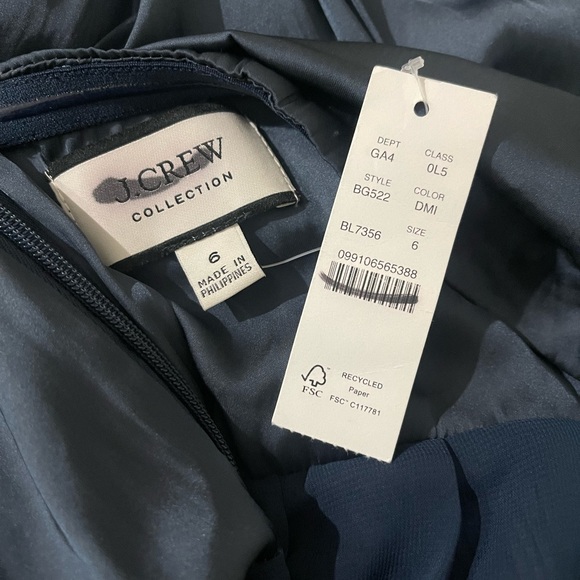 J.CREW
COLLECTION
6
MADE IN
PHILIPPINES
DEPT CLASS
GA4 0L5
STYLE COLOR
BG522 DMI
BL7356 SIZE
6
099106565388
FSC
RECYCLED
Paper
FSC® C117781